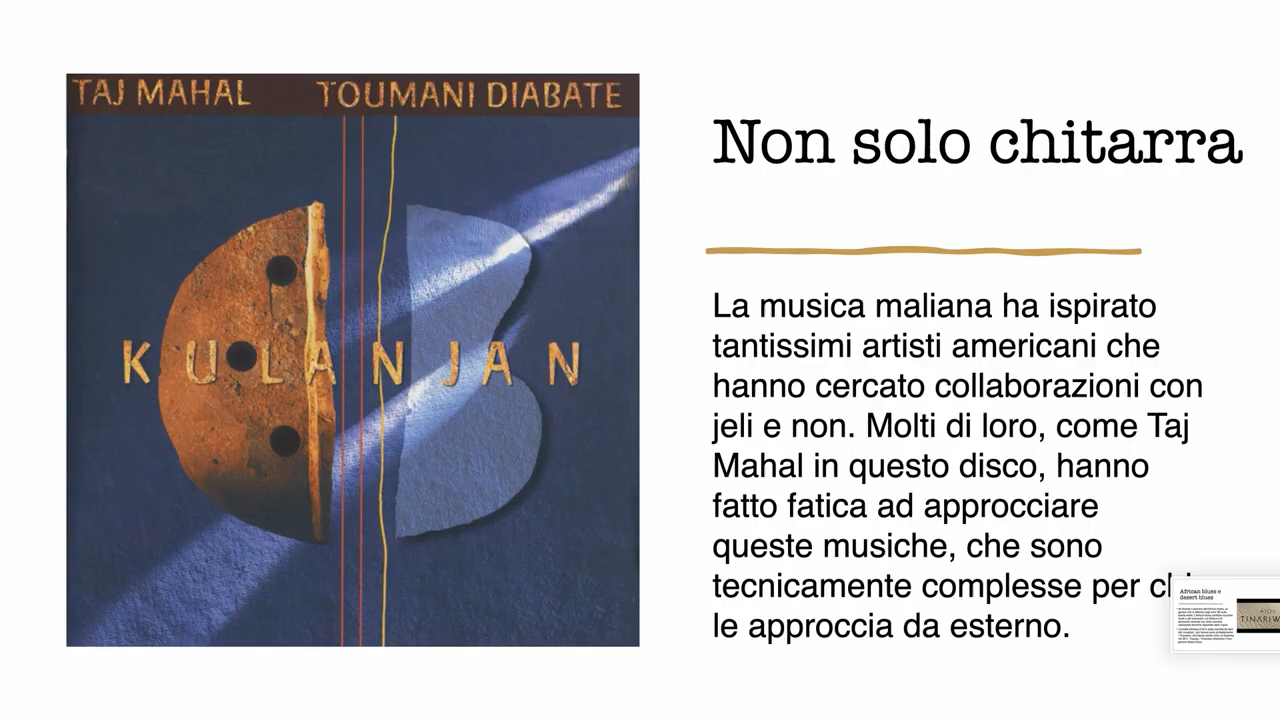 TAJ MAHAL TOUMANI DIABATE
KULANJAN
Non solo chitarra
La musica maliana ha ispirato
tantissimi artisti americani che
hanno cercato collaborazioni con
jeli e non. Molti di loro, come Taj
Mahal in questo disco, hanno
fatto fatica ad approcciare
queste musiche, che sono
tecnicamente complesse per
le approccia da esterno.
African blues e
desert blues